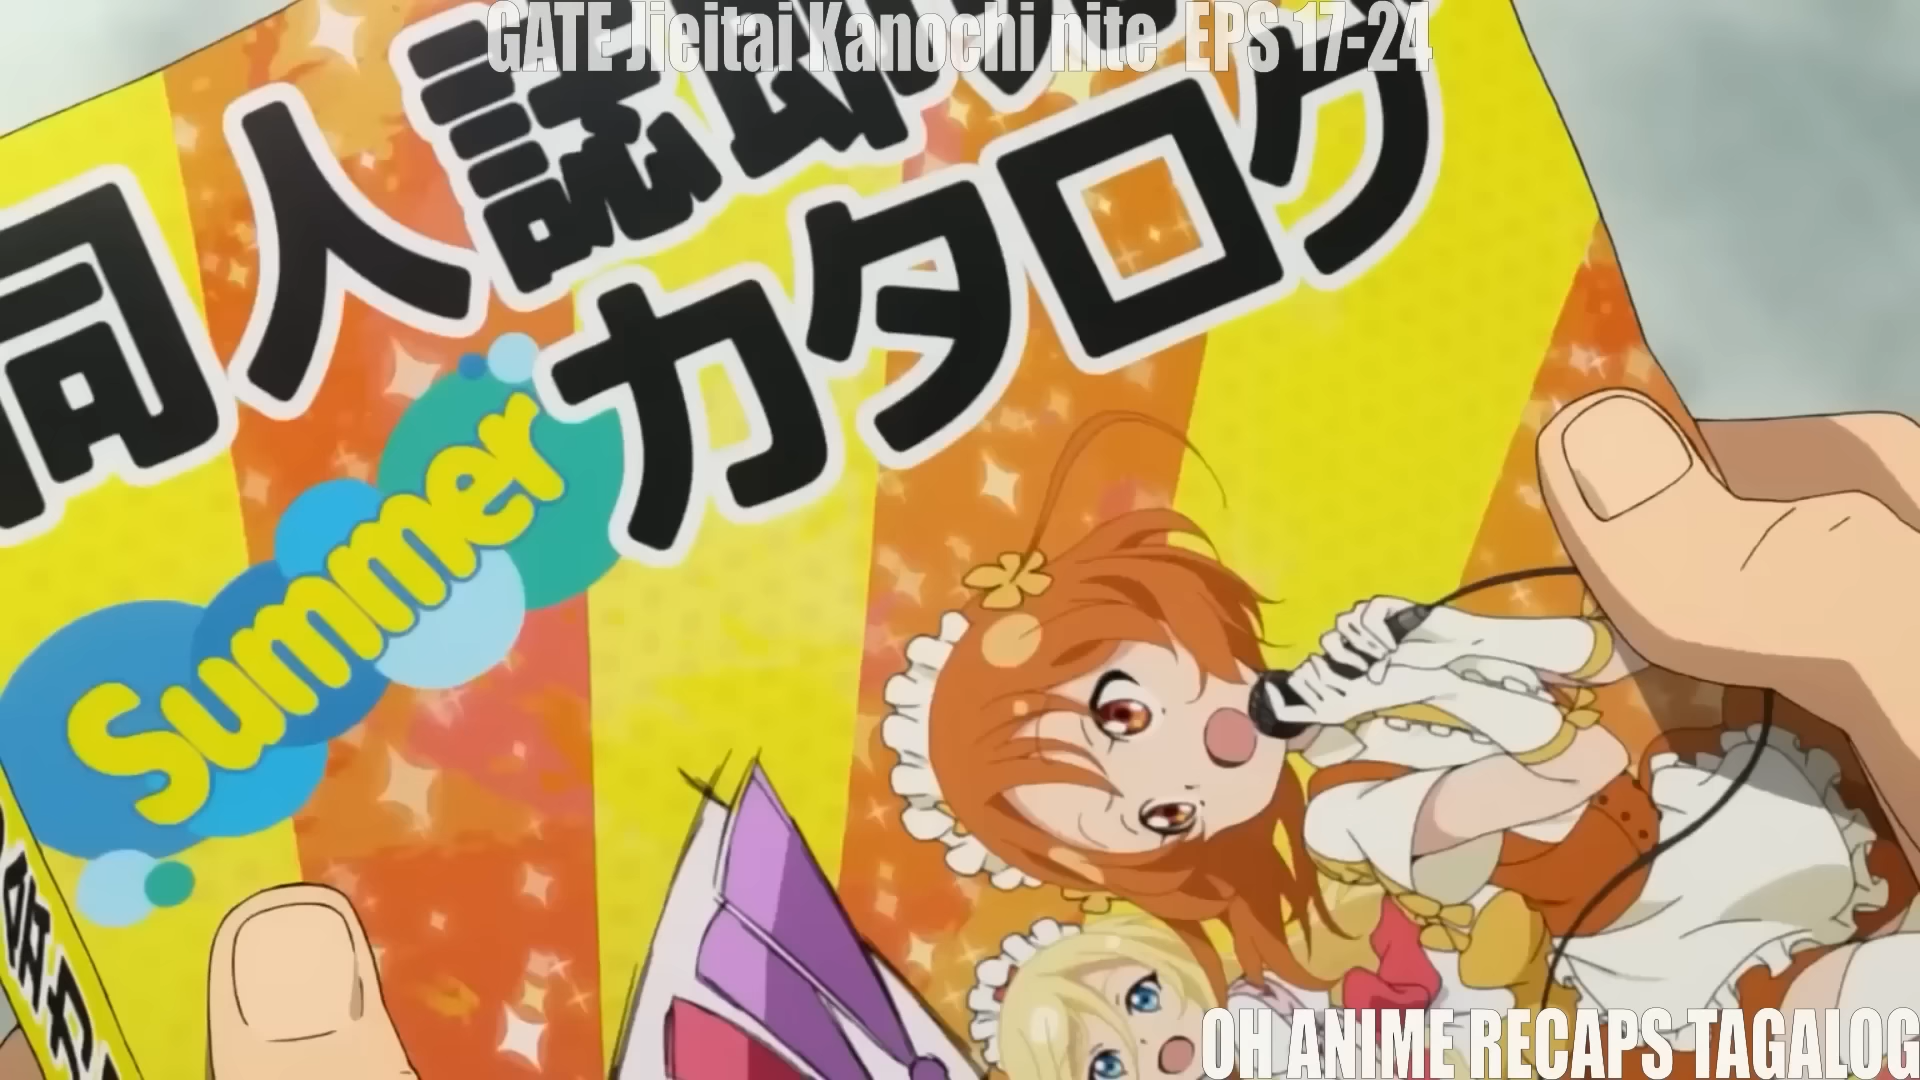 GATE Jieitai Kanochi nite EPS 17-24
同人誌即
カタログ
Summer
OH ANIME RECAPS TAGALOG